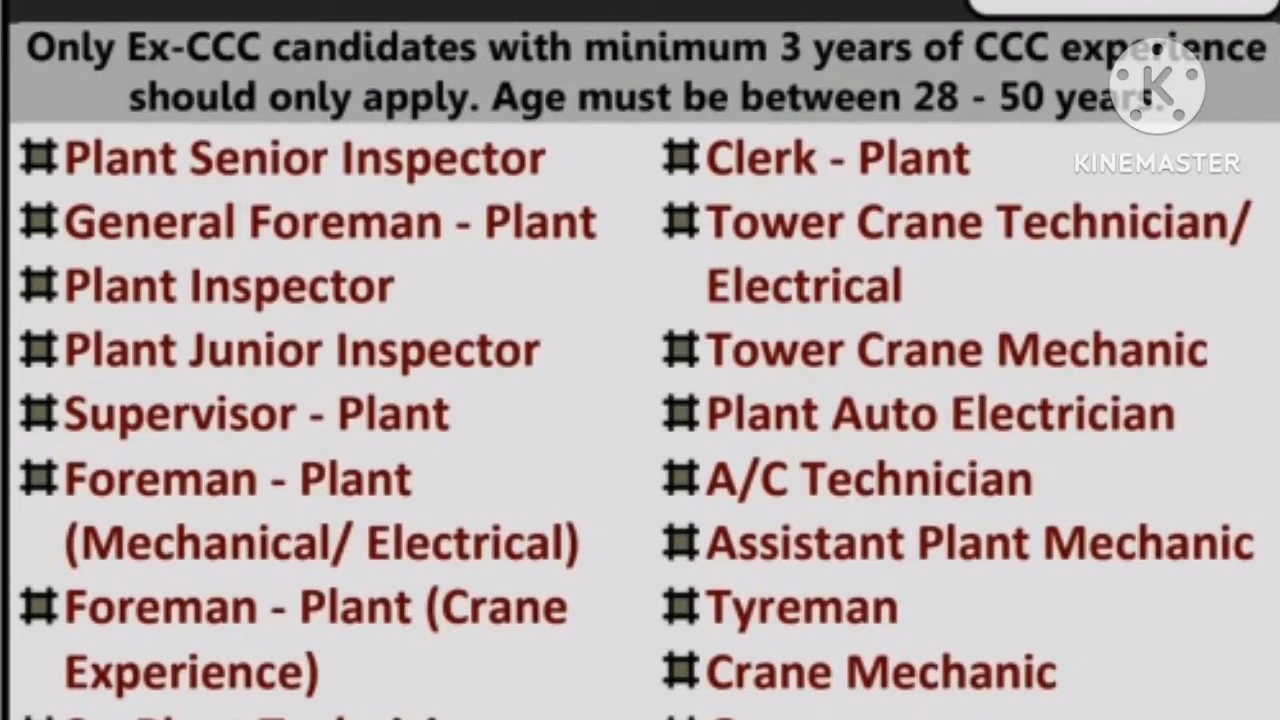 Only Ex-CCC candidates with minimum 3 years of CCC experience
should only apply. Age must be between 28 - 50 years.
KINEMASTER
Plant Senior Inspector
General Foreman - Plant
Plant Inspector
Plant Junior Inspector
Supervisor - Plant
Foreman - Plant
(Mechanical/ Electrical)
Foreman - Plant (Crane
Experience)
Clerk - Plant
Tower Crane Technician/
Electrical
Tower Crane Mechanic
Plant Auto Electrician
A/C Technician
Assistant Plant Mechanic
Tyreman
Crane Mechanic